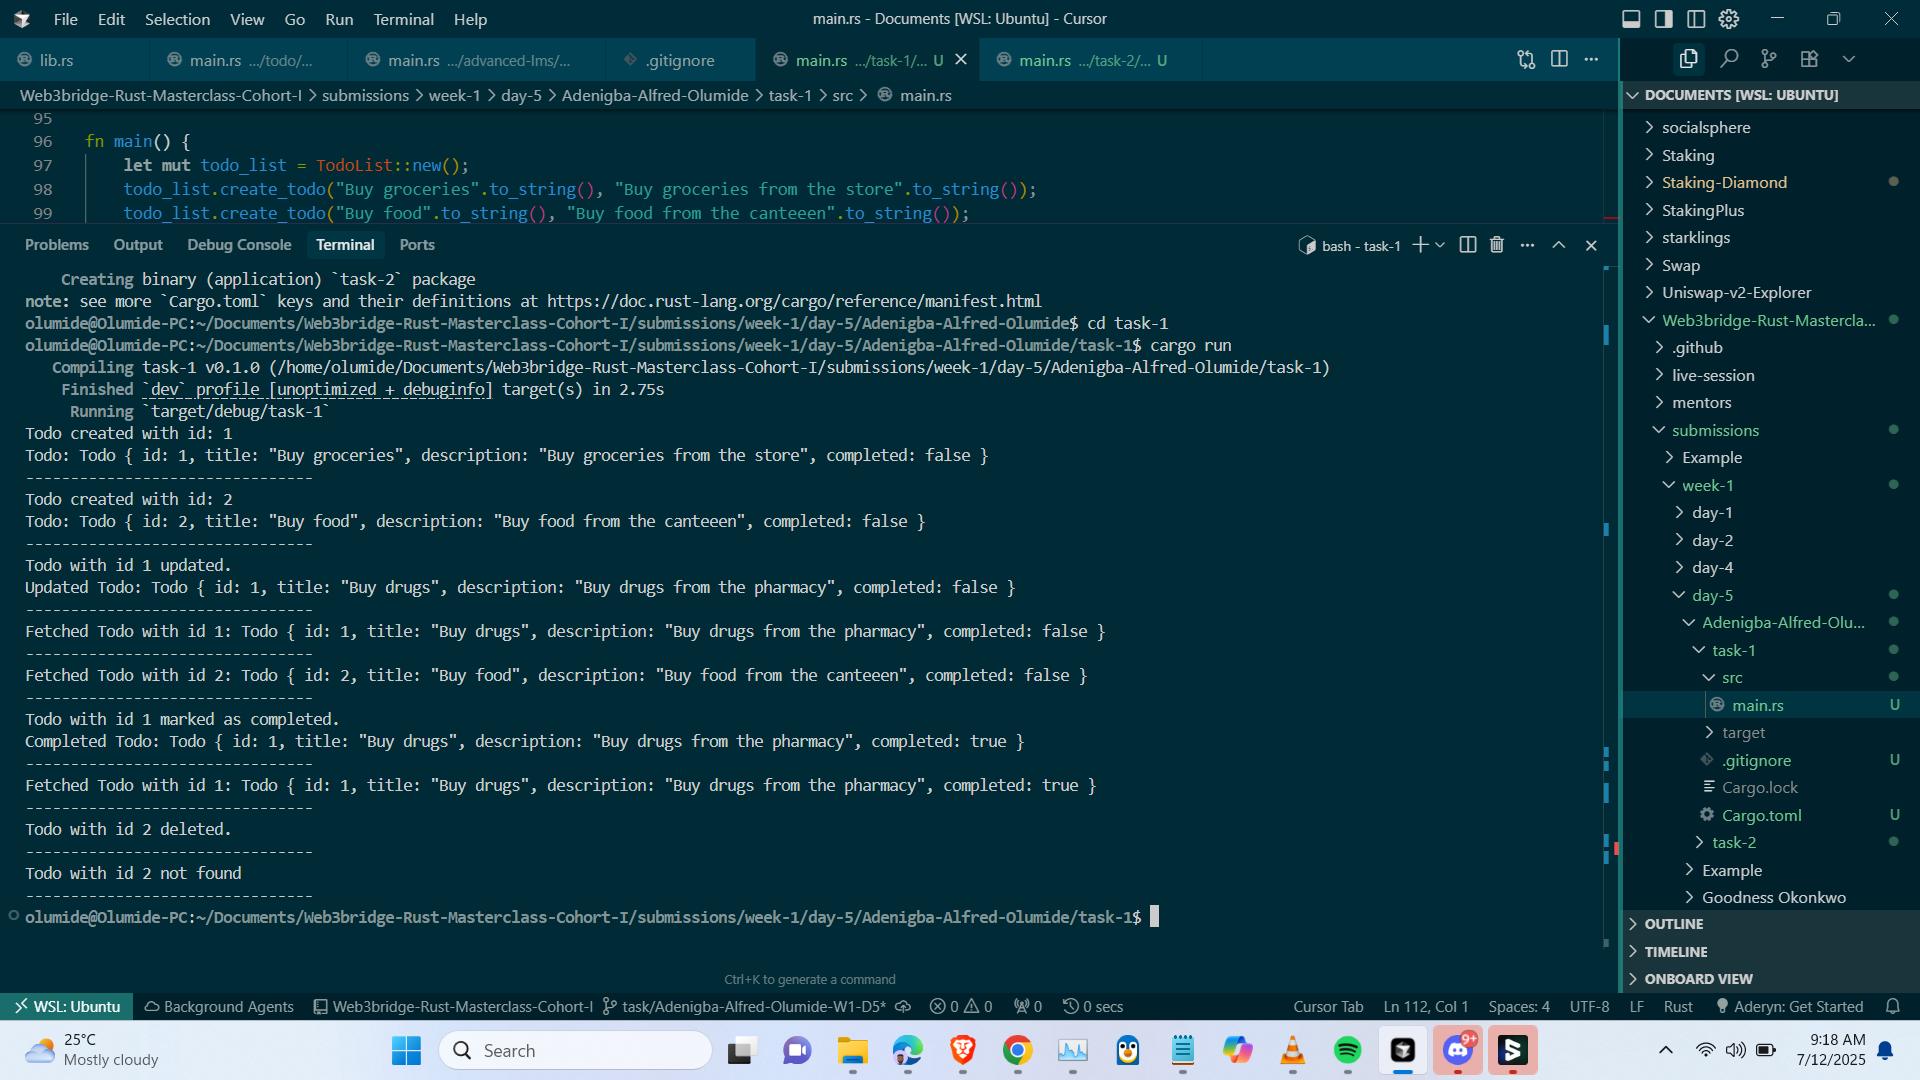 File Edit Selection View Go Run Terminal Help
main.rs - Documents [WSL: Ubuntu] - Cursor
lib.rs main.rs .../todo/... main.rs .../advanced-lms/... .gitignore main.rs .../task-1/... U main.rs .../task-2/... U
Web3bridge-Rust-Masterclass-Cohort-I > submissions > week-1 > day-5 > Adenigba-Alfred-Olumide > task-1 > src > main.rs
95
96 fn main() {
97 let mut todo_list = TodoList::new();
98 todo_list.create_todo("Buy groceries".to_string(), "Buy groceries from the store".to_string());
99 todo_list.create_todo("Buy food".to_string(), "Buy food from the canteeen".to_string());
Problems Output Debug Console Terminal Ports
bash - task-1
Creating binary (application) `task-2` package
note: see more `Cargo.toml` keys and their definitions at https://doc.rust-lang.org/cargo/reference/manifest.html
olumide@Olumide-PC:~/Documents/Web3bridge-Rust-Masterclass-Cohort-I/submissions/week-1/day-5/Adenigba-Alfred-Olumide$ cd task-1
olumide@Olumide-PC:~/Documents/Web3bridge-Rust-Masterclass-Cohort-I/submissions/week-1/day-5/Adenigba-Alfred-Olumide/task-1$ cargo run
Compiling task-1 v0.1.0 (/home/olumide/Documents/Web3bridge-Rust-Masterclass-Cohort-I/submissions/week-1/day-5/Adenigba-Alfred-Olumide/task-1)
Finished `dev` profile [unoptimized + debuginfo] target(s) in 2.75s
Running `target/debug/task-1`
Todo created with id: 1
Todo: Todo { id: 1, title: "Buy groceries", description: "Buy groceries from the store", completed: false }
--------------------------------
Todo created with id: 2
Todo: Todo { id: 2, title: "Buy food", description: "Buy food from the canteeen", completed: false }
--------------------------------
Todo with id 1 updated.
Updated Todo: Todo { id: 1, title: "Buy drugs", description: "Buy drugs from the pharmacy", completed: false }
--------------------------------
Fetched Todo with id 1: Todo { id: 1, title: "Buy drugs", description: "Buy drugs from the pharmacy", completed: false }
--------------------------------
Fetched Todo with id 2: Todo { id: 2, title: "Buy food", description: "Buy food from the canteeen", completed: false }
--------------------------------
Todo with id 1 marked as completed.
Completed Todo: Todo { id: 1, title: "Buy drugs", description: "Buy drugs from the pharmacy", completed: true }
--------------------------------
Fetched Todo with id 1: Todo { id: 1, title: "Buy drugs", description: "Buy drugs from the pharmacy", completed: true }
--------------------------------
Todo with id 2 deleted.
--------------------------------
Todo with id 2 not found
--------------------------------
olumide@Olumide-PC:~/Documents/Web3bridge-Rust-Masterclass-Cohort-I/submissions/week-1/day-5/Adenigba-Alfred-Olumide/task-1$
Ctrl+K to generate a command
DOCUMENTS [WSL: UBUNTU]
socialsphere
Staking
Staking-Diamond
StakingPlus
starklings
Swap
Uniswap-v2-Explorer
Web3bridge-Rust-Mastercla...
.github
live-session
mentors
submissions
Example
week-1
day-1
day-2
day-4
day-5
Adenigba-Alfred-Olu...
task-1
src
main.rs U
target
.gitignore U
Cargo.lock
Cargo.toml U
task-2
Example
Goodness Okonkwo
OUTLINE
TIMELINE
ONBOARD VIEW
WSL: Ubuntu Background Agents Web3bridge-Rust-Masterclass-Cohort-I task/Adenigba-Alfred-Olumide-W1-D5* 0 0 0 0 secs Cursor Tab Ln 112, Col 1 Spaces: 4 UTF-8 LF Rust Aderyn: Get Started
25°C
Mostly cloudy
Search
9+
9:18 AM
7/12/2025